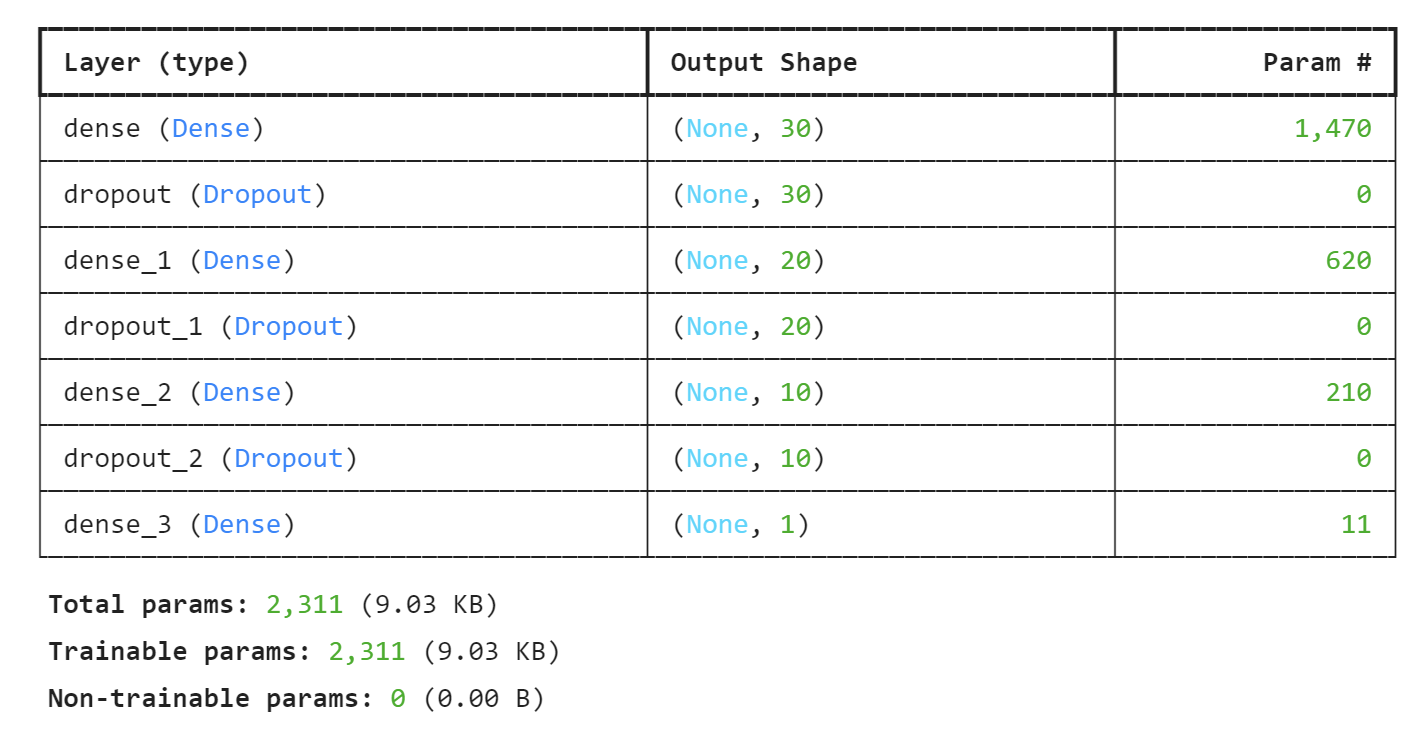 Layer (type) Output Shape Param #
dense (Dense) (None, 30) 1,470
dropout (Dropout) (None, 30) 0
dense_1 (Dense) (None, 20) 620
dropout_1 (Dropout) (None, 20) 0
dense_2 (Dense) (None, 10) 210
dropout_2 (Dropout) (None, 10) 0
dense_3 (Dense) (None, 1) 11
Total params: 2,311 (9.03 KB)
Trainable params: 2,311 (9.03 KB)
Non-trainable params: 0 (0.00 B)